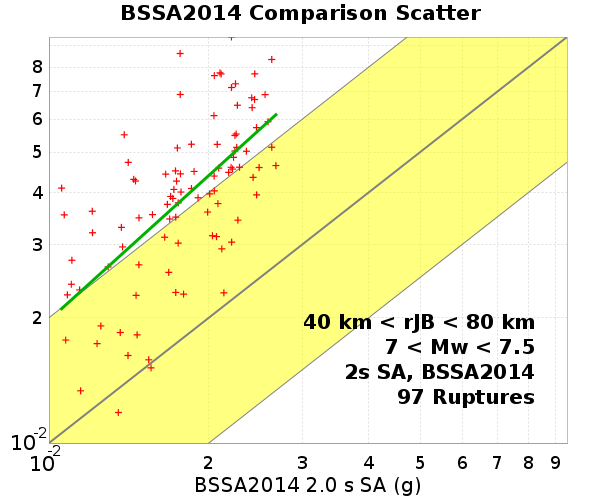 BSSA2014 Comparison Scatter
8
7
6
5
4
3
2
10-2
40 km < rJB < 80 km
7 < Mw < 7.5
2s SA, BSSA2014
97 Ruptures
10-2 2 3 4 5 6 7 8 9
BSSA2014 2.0 s SA (g)